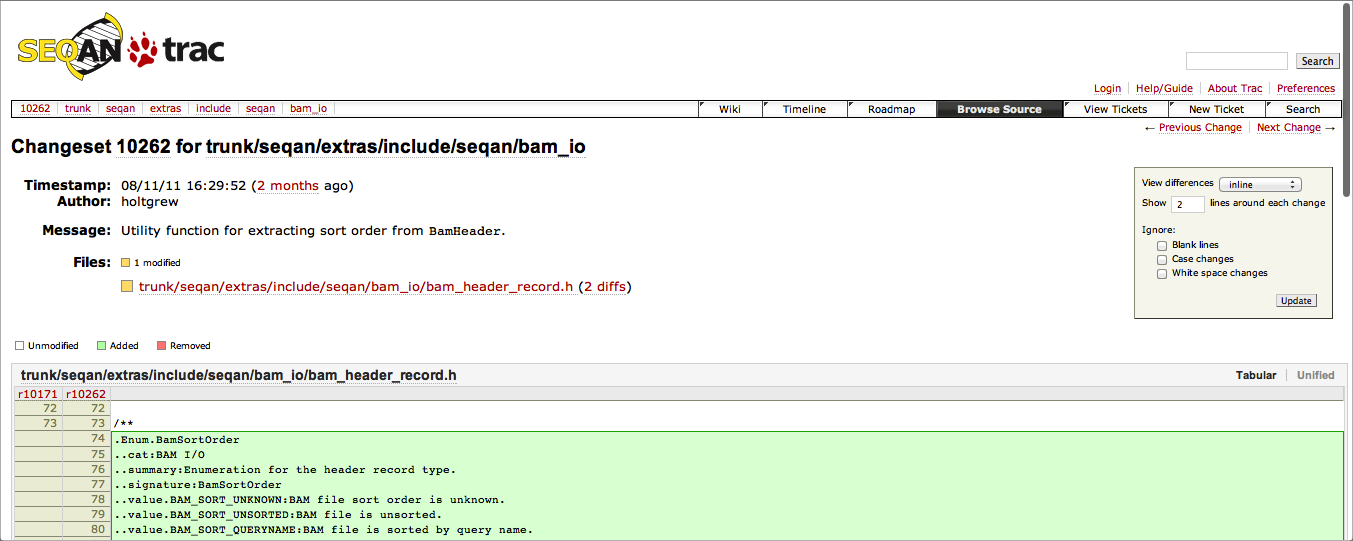 SEQAN trac
Search
Login Help/Guide About Trac Preferences
10262 trunk seqan extras include seqan bam_io Wiki Timeline Roadmap Browse Source View Tickets New Ticket Search
← Previous Change Next Change →
Changeset 10262 for trunk/seqan/extras/include/seqan/bam_io
Timestamp: 08/11/11 16:29:52 (2 months ago)
Author: holtgrew
Message: Utility function for extracting sort order from BamHeader.
Files: 1 modified
trunk/seqan/extras/include/seqan/bam_io/bam_header_record.h (2 diffs)
View differences inline
Show 2 lines around each change
Ignore:
Blank lines
Case changes
White space changes
Update
Unmodified Added Removed
trunk/seqan/extras/include/seqan/bam_io/bam_header_record.h Tabular Unified
r10171 r10262
72 72
73 73 /**
74 .Enum.BamSortOrder
75 ..cat:BAM I/O
76 ..summary:Enumeration for the header record type.
77 ..signature:BamSortOrder
78 ..value.BAM_SORT_UNKNOWN:BAM file sort order is unknown.
79 ..value.BAM_SORT_UNSORTED:BAM file is unsorted.
80 ..value.BAM_SORT_QUERYNAME:BAM file is sorted by query name.